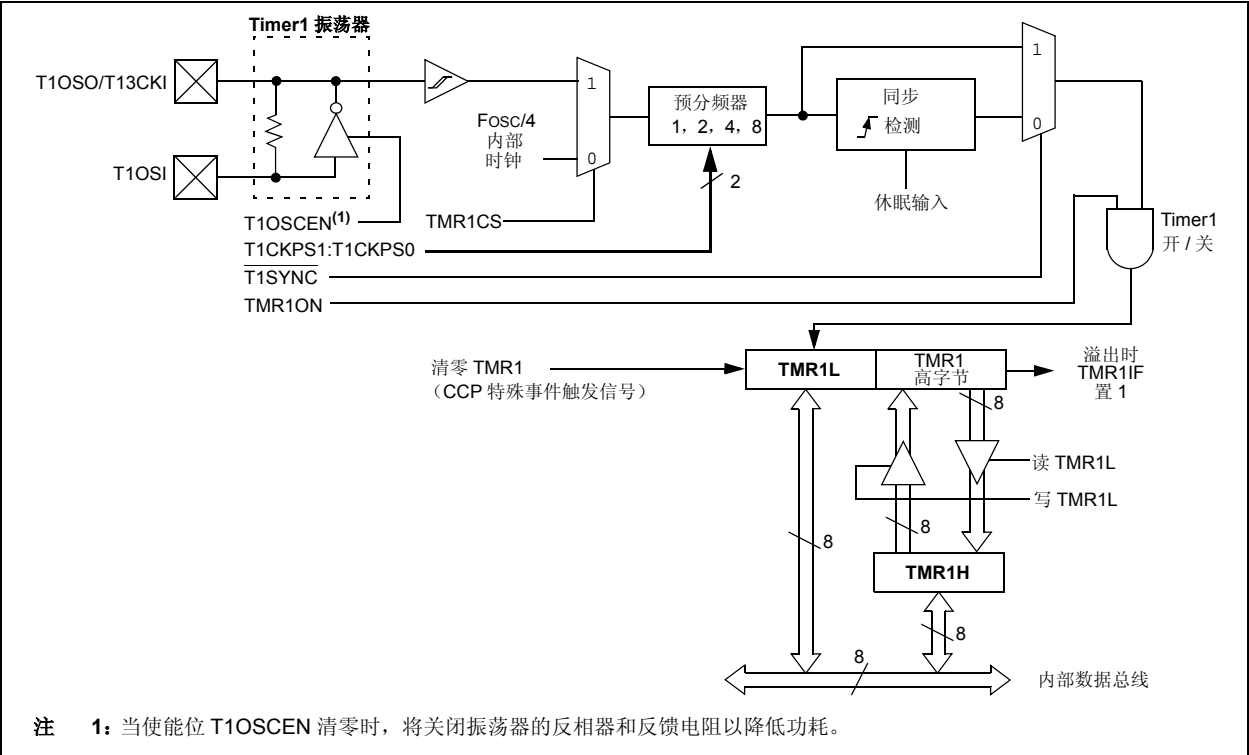 Timer1 振荡器
T1OSO/T13CKI
T1OSI
T1OSCEN(1)
T1CKPS1:T1CKPS0
T1SYNC
TMR1ON
FOSC/4
内部
时钟
1
0
TMR1CS
预分频器
1，2，4，8
2
同步
检测
休眠输入
1
0
Timer1
开 / 关
清零 TMR1
（CCP 特殊事件触发信号）
TMR1L
TMR1
高字节
溢出时
TMR1IF
置 1
8
读 TMR1L
写 TMR1L
8
8
TMR1H
8
8
内部数据总线
注 1: 当使能位 T1OSCEN 清零时，将关闭振荡器的反相器和反馈电阻以降低功耗。